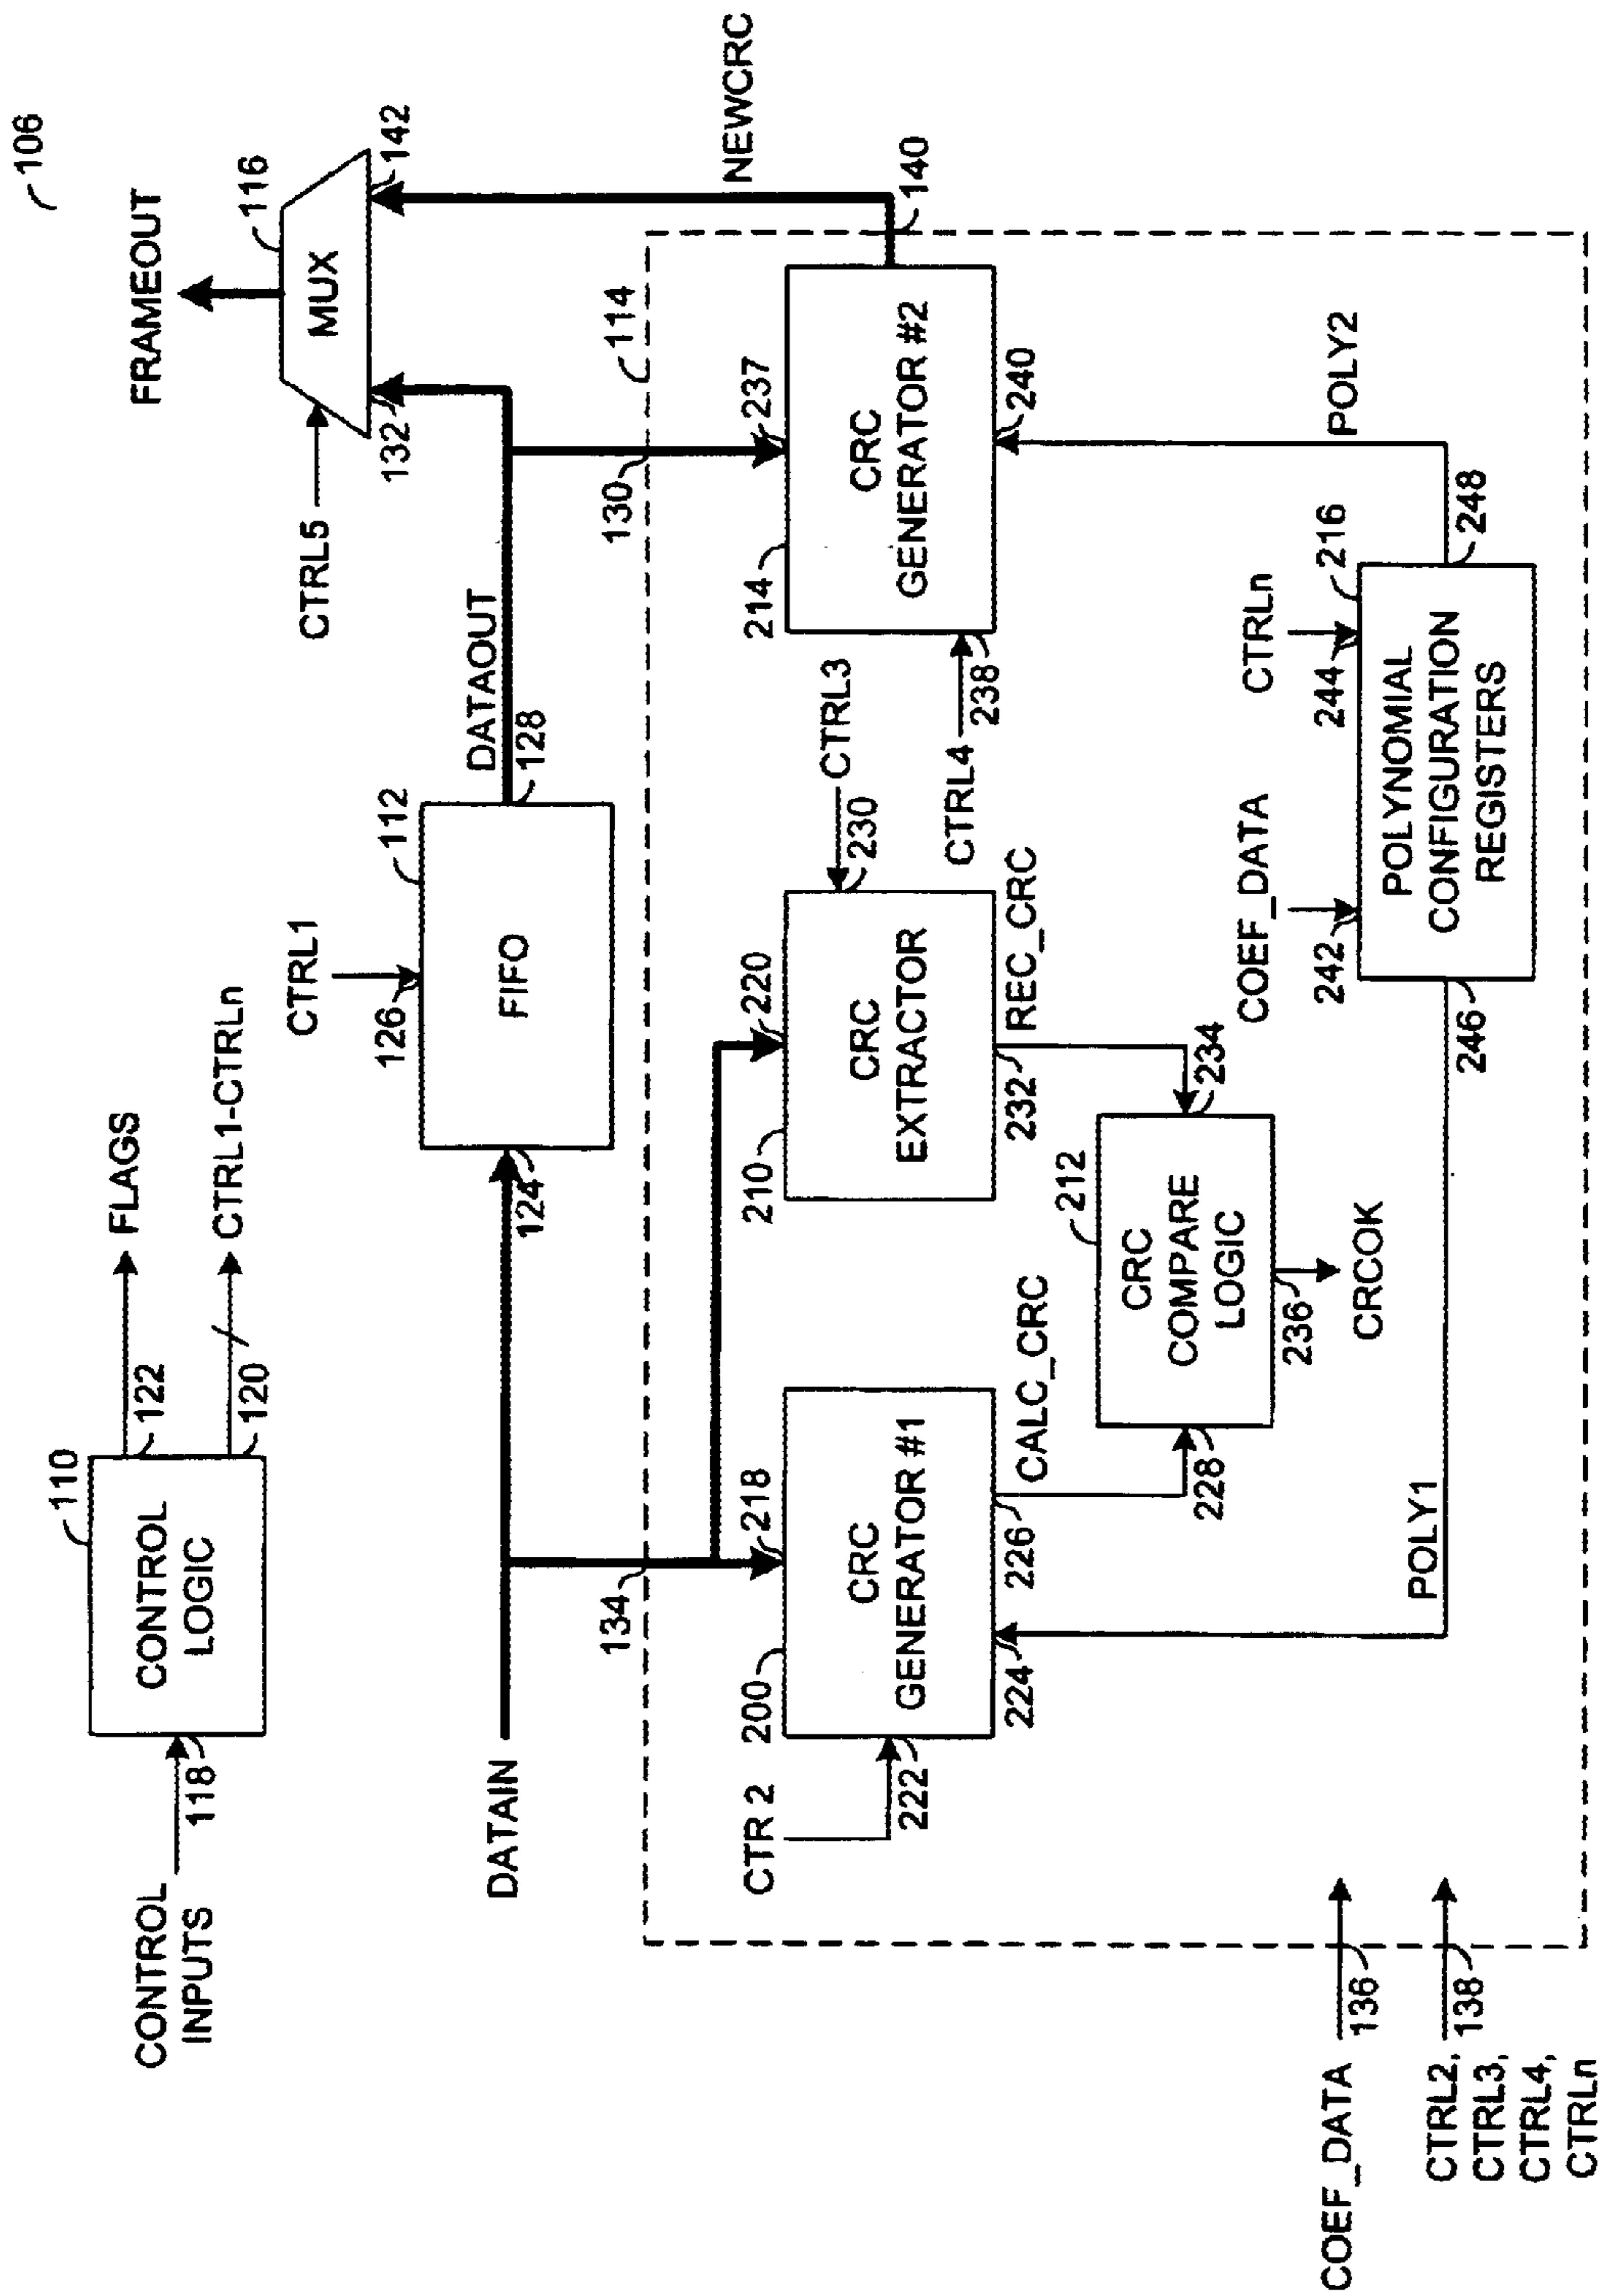 106
CONTROL
INPUTS
118
110
CONTROL
LOGIC
122
FLAGS
120
CTRL1-CTRLn
FRAMEOUT
116
MUX
CTRL5
132
142
DATAIN
124
CTRL1
126
112
FIFO
DATAOUT
128
NEWCRC
134
130
114
140
CTR 2
222
200
218
CRC
GENERATOR #1
224
226
CALC_CRC
210
220
CRC
EXTRACTOR
CTRL3
230
232
REC_CRC
214
237
CRC
GENERATOR #2
CTRL4
238
240
212
CRC
COMPARE
LOGIC
228
234
236
CRCOK
POLY1
POLY2
COEF_DATA
242
CTRLn
244
216
POLYNOMIAL
CONFIGURATION
REGISTERS
246
248
COEF_DATA
136
CTRL2,
CTRL3,
CTRL4,
CTRLn
138